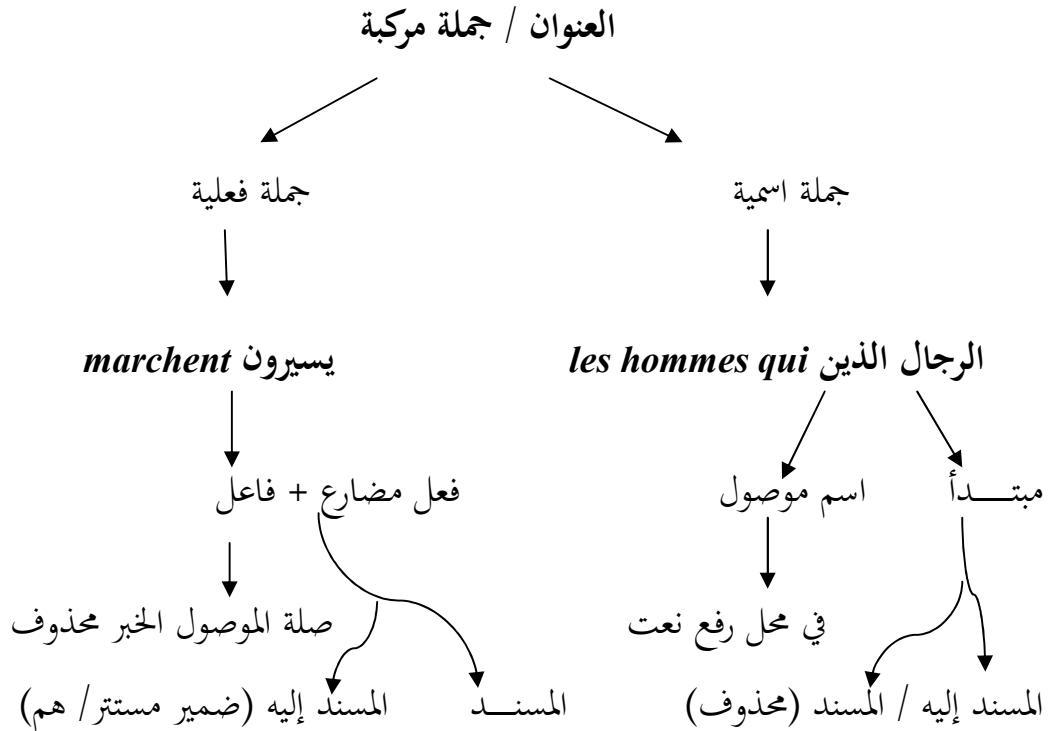 العنوان / جملة مركبة
جملة اسمية جملة فعلية
الرجال الذين les hommes qui يسيرون marchent
مبتـــدأ اسم موصول فعل مضارع + فاعل
في محل رفع نعت صلة الموصول الخبر محذوف
المسند إليه / المسند (محذوف) المسنـــد المسند إليه (ضمير مستتر/ هم)